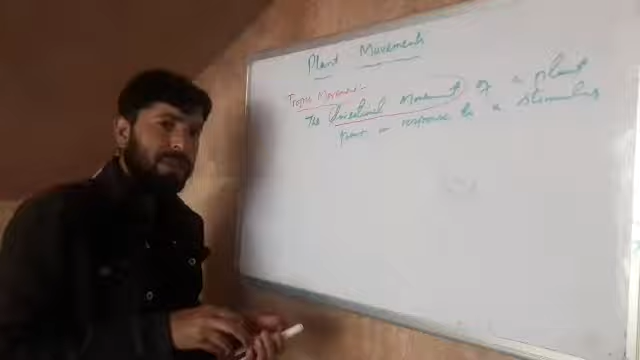 Plant Movements
Tropic Movement:-
The Directional Movement of a plant
part in response to a stimulus